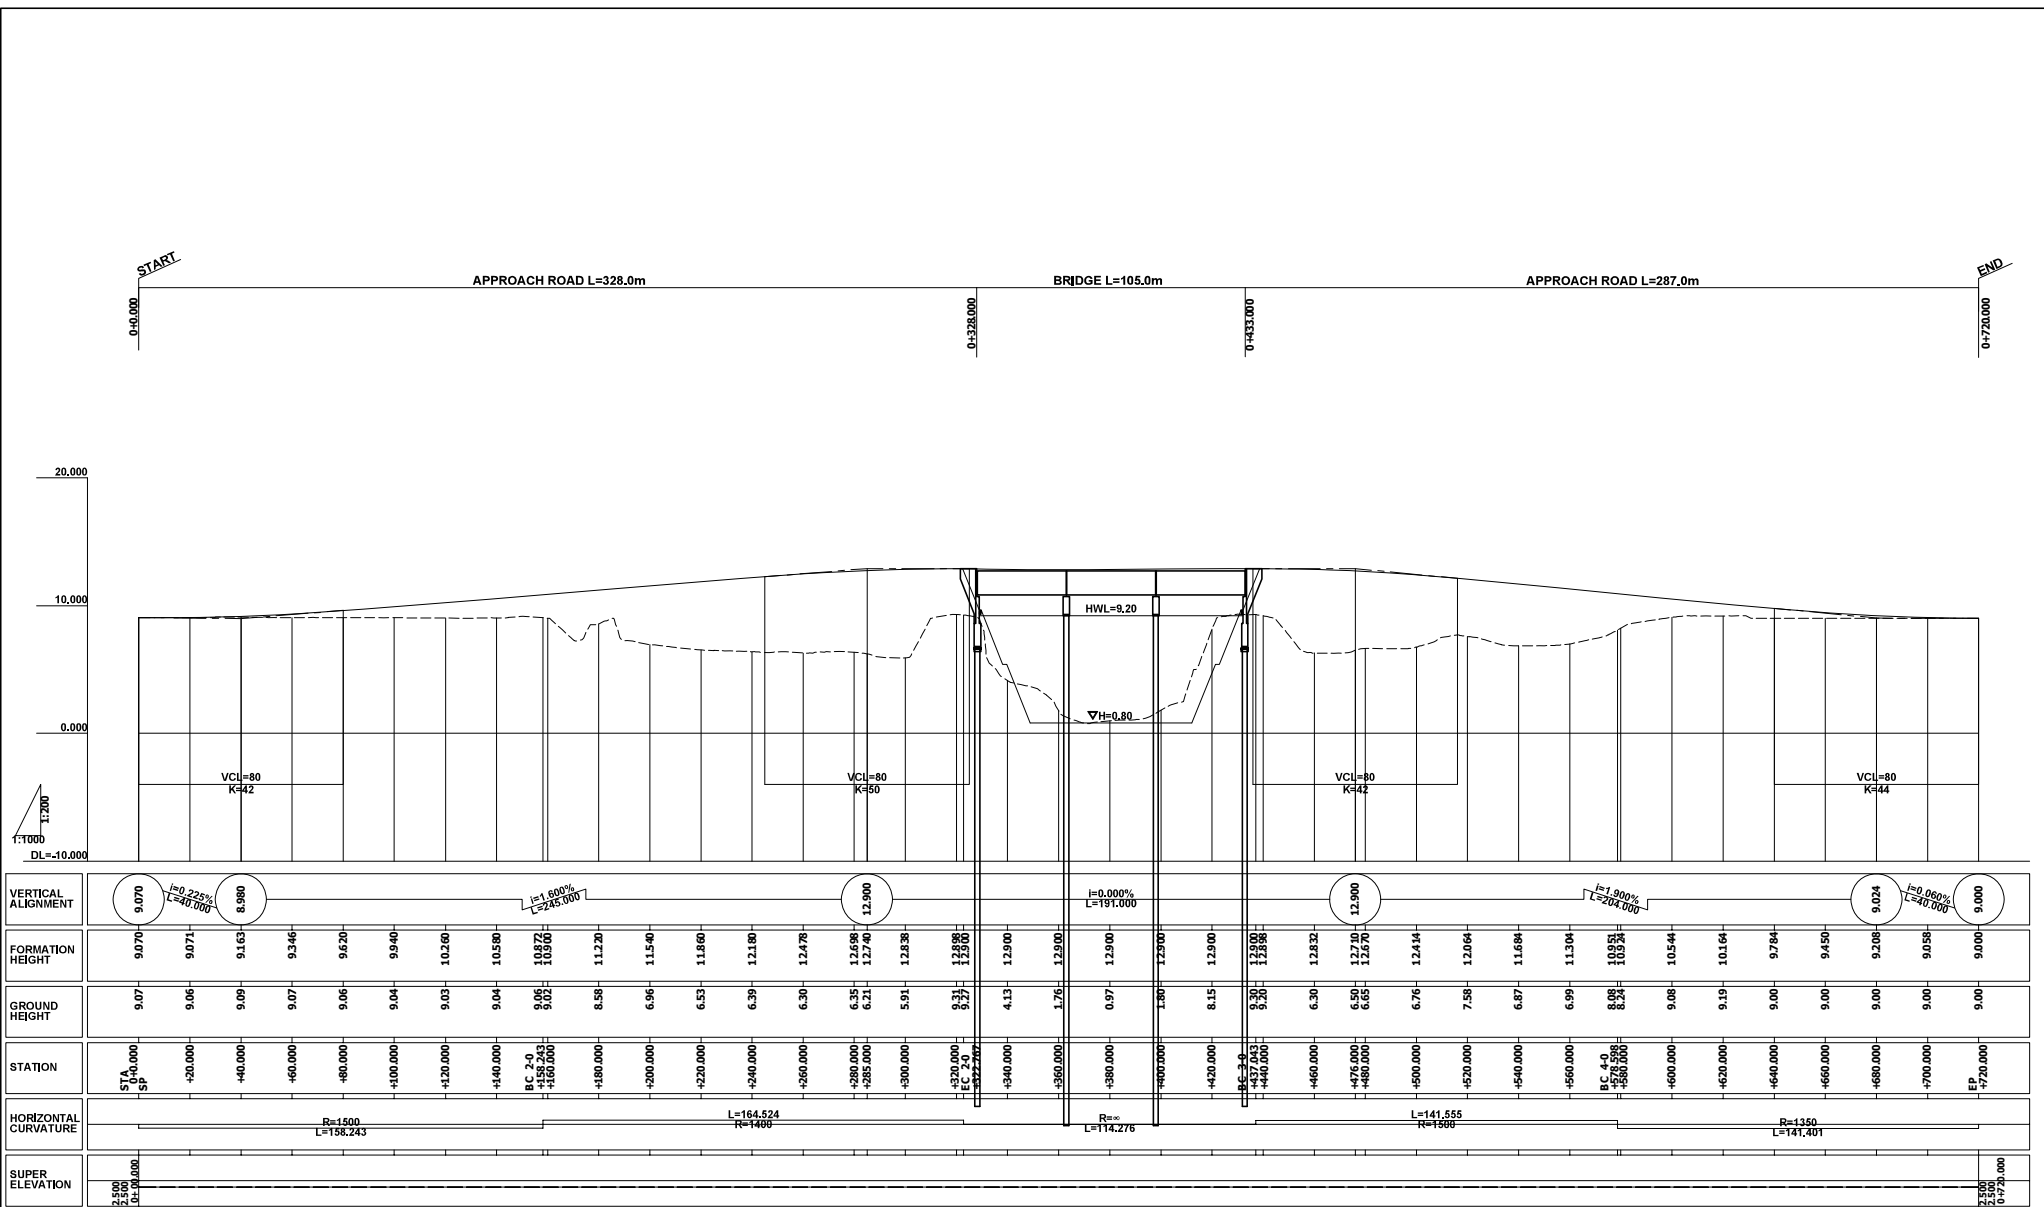 START
END
APPROACH ROAD L=328.0m
BRIDGE L=105.0m
APPROACH ROAD L=287.0m
0+0.000
0+328.000
0+433.000
0+720.000
20.000
10.000
HWL=9.20
H=0.80
0.000
VCL=80
K=42
VCL=80
K=50
VCL=80
K=42
VCL=80
K=44
1:200
1:1000
DL=-10.000
VERTICAL
ALIGNMENT
9.070
i=0.225%
L=40.000
8.980
i=1.600%
L=245.000
12.900
i=0.000%
L=191.000
12.900
i=1.900%
L=204.000
9.024
i=0.060%
L=40.000
9.000
FORMATION
HEIGHT
9.070
9.071
9.163
9.346
9.620
9.940
10.260
10.580
10.872
10.900
11.220
11.540
11.860
12.180
12.478
12.698
12.740
12.838
12.898
12.900
12.900
12.900
12.900
12.900
12.900
12.900
12.898
12.832
12.710
12.670
12.414
12.064
11.684
11.304
10.951
10.924
10.544
10.164
9.784
9.450
9.208
9.058
9.000
GROUND
HEIGHT
9.07
9.06
9.09
9.07
9.06
9.04
9.03
9.04
9.06
9.02
8.58
6.96
6.53
6.39
6.30
6.35
6.21
5.91
9.31
9.27
4.13
1.76
0.97
1.80
8.15
9.30
9.20
6.30
6.50
6.65
6.76
7.58
6.87
6.99
8.08
8.24
9.08
9.19
9.00
9.00
9.00
9.00
9.00
STATION
STA
0+0.000
SP
+20.000
+40.000
+60.000
+80.000
+100.000
+120.000
+140.000
BC 2-0
+158.243
+160.000
+180.000
+200.000
+220.000
+240.000
+260.000
+280.000
+285.000
+300.000
+320.000
EC 2-0
+322.767
+340.000
+360.000
+380.000
+400.000
+420.000
BC 3-0
+437.043
+440.000
+460.000
+476.000
+480.000
+500.000
+520.000
+540.000
+560.000
BC 4-0
+578.598
+580.000
+600.000
+620.000
+640.000
+660.000
+680.000
+700.000
EP
+720.000
HORIZONTAL
CURVATURE
R=1500
L=158.243
L=164.524
R=1400
R=∞
L=114.276
L=141.555
R=1500
R=1350
L=141.401
SUPER
ELEVATION
2.500
2.500
0+00.000
2.500
2.500
0+720.000